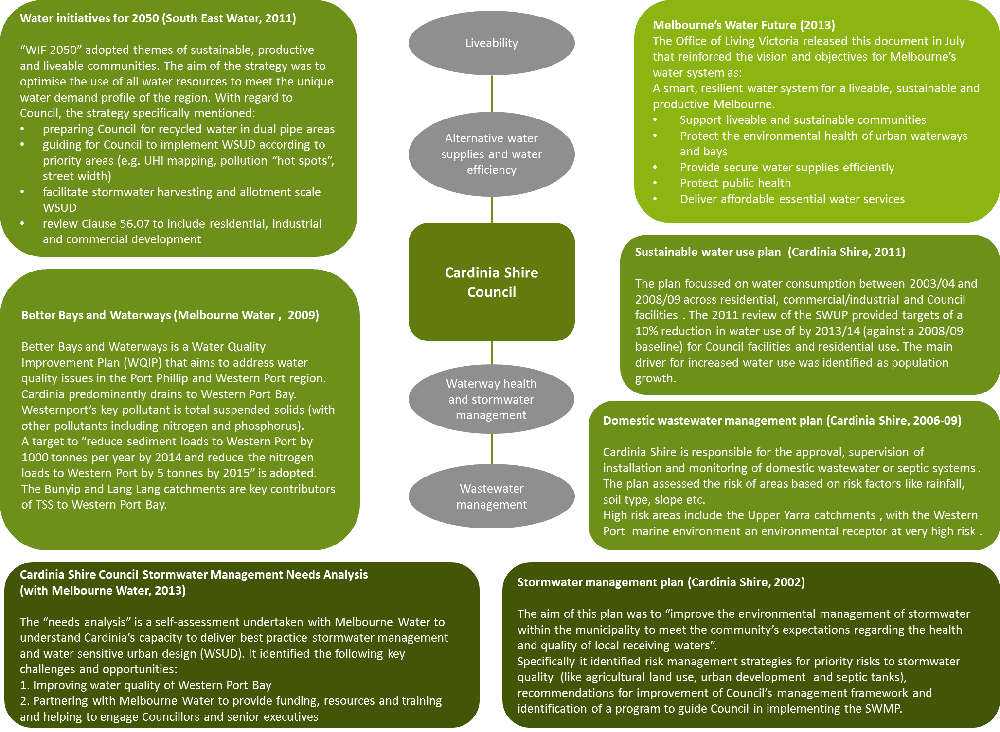 Water initiatives for 2050 (South East Water, 2011)
“WIF 2050” adopted themes of sustainable, productive
and liveable communities. The aim of the strategy was to
optimise the use of all water resources to meet the unique
water demand profile of the region. With regard to
Council, the strategy specifically mentioned:
• preparing Council for recycled water in dual pipe areas
• guiding for Council to implement WSUD according to
priority areas (e.g. UHI mapping, pollution “hot spots”,
street width)
• facilitate stormwater harvesting and allotment scale
WSUD
• review Clause 56.07 to include residential, industrial
and commercial development
Better Bays and Waterways (Melbourne Water , 2009)
Better Bays and Waterways is a Water Quality
Improvement Plan (WQIP) that aims to address water
quality issues in the Port Phillip and Western Port region.
Cardinia predominantly drains to Western Port Bay.
Westernport’s key pollutant is total suspended solids (with
other pollutants including nitrogen and phosphorus).
A target to “reduce sediment loads to Western Port by
1000 tonnes per year by 2014 and reduce the nitrogen
loads to Western Port by 5 tonnes by 2015” is adopted.
The Bunyip and Lang Lang catchments are key contributors
of TSS to Western Port Bay.
Liveability
Alternative water
supplies and water
efficiency
Cardinia Shire
Council
Waterway health
and stormwater
management
Wastewater
management
Melbourne’s Water Future (2013)
The Office of Living Victoria released this document in July
that reinforced the vision and objectives for Melbourne’s
water system as:
A smart, resilient water system for a liveable, sustainable and
productive Melbourne.
• Support liveable and sustainable communities
• Protect the environmental health of urban waterways
and bays
• Provide secure water supplies efficiently
• Protect public health
• Deliver affordable essential water services
Sustainable water use plan (Cardinia Shire, 2011)
The plan focussed on water consumption between 2003/04 and
2008/09 across residential, commercial/industrial and Council
facilities . The 2011 review of the SWUP provided targets of a
10% reduction in water use of by 2013/14 (against a 2008/09
baseline) for Council facilities and residential use. The main
driver for increased water use was identified as population
growth.
Domestic wastewater management plan (Cardinia Shire, 2006-09)
Cardinia Shire is responsible for the approval, supervision of
installation and monitoring of domestic wastewater or septic systems .
The plan assessed the risk of areas based on risk factors like rainfall,
soil type, slope etc.
High risk areas include the Upper Yarra catchments , with the Western
Port marine environment an environmental receptor at very high risk .
Cardinia Shire Council Stormwater Management Needs Analysis
(with Melbourne Water, 2013)
The “needs analysis” is a self-assessment undertaken with Melbourne Water to
understand Cardinia’s capacity to deliver best practice stormwater management
and water sensitive urban design (WSUD). It identified the following key
challenges and opportunities:
1. Improving water quality of Western Port Bay
2. Partnering with Melbourne Water to provide funding, resources and training
and helping to engage Councillors and senior executives
Stormwater management plan (Cardinia Shire, 2002)
The aim of this plan was to “improve the environmental management of stormwater
within the municipality to meet the community’s expectations regarding the health
and quality of local receiving waters”.
Specifically it identified risk management strategies for priority risks to stormwater
quality (like agricultural land use, urban development and septic tanks),
recommendations for improvement of Council’s management framework and
identification of a program to guide Council in implementing the SWMP.